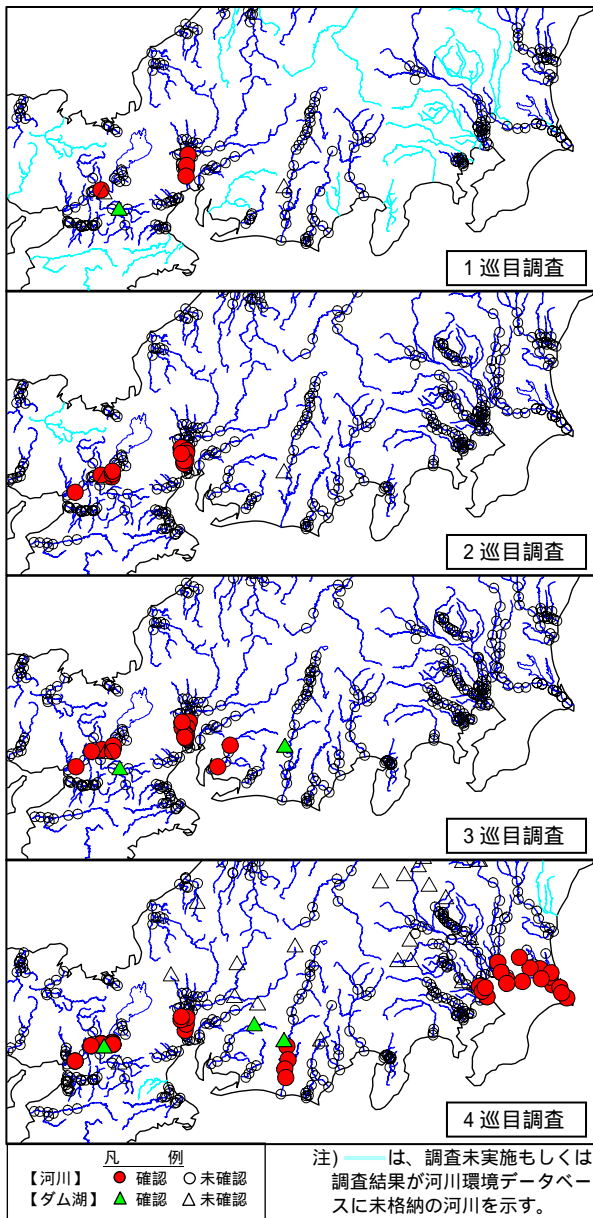 1巡目調査
2巡目調査
3巡目調査
4巡目調査
凡 例
【河川】 ● 確認 ○ 未確認
【ダム湖】 ▲ 確認 △ 未確認
注) ── は、調査未実施もしくは
調査結果が河川環境データベー
スに未格納の河川を示す。